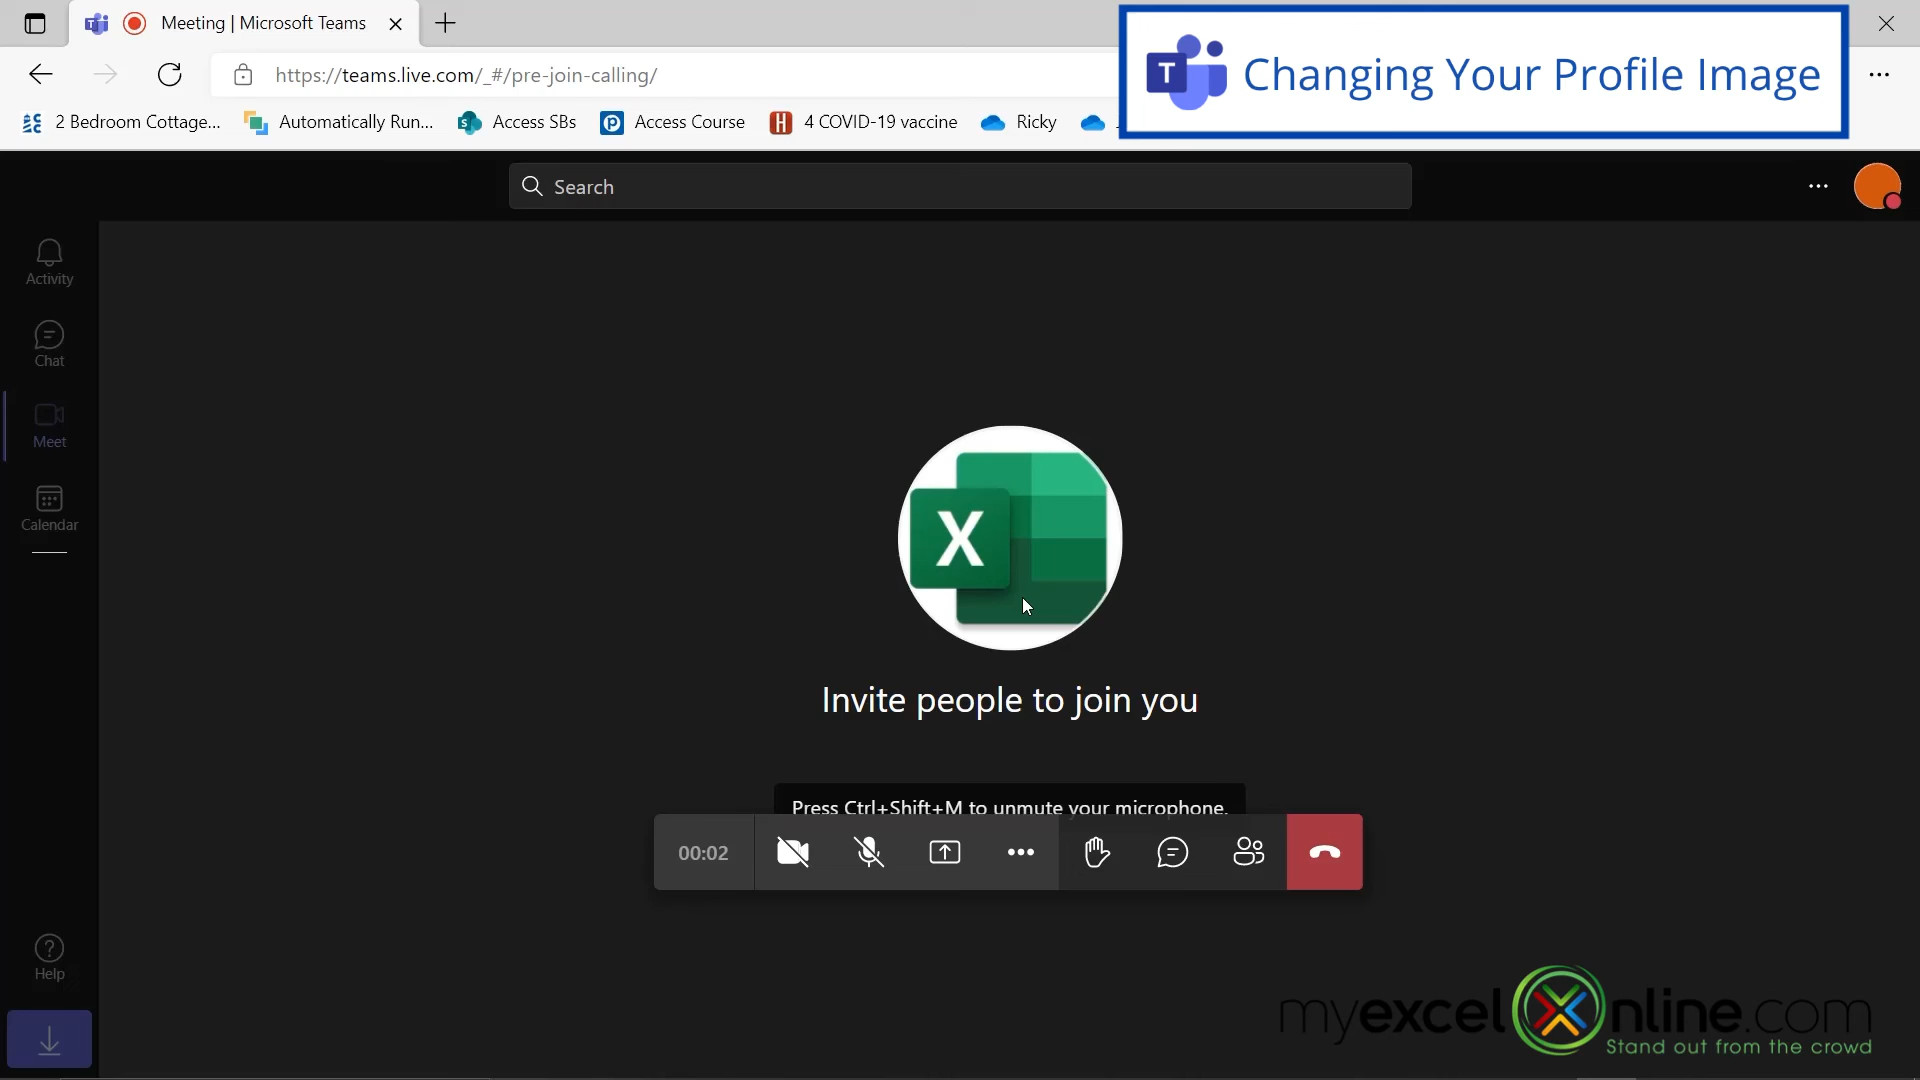 Meeting | Microsoft Teams
https://teams.live.com/_#/pre-join-calling/
T Changing Your Profile Image
2 Bedroom Cottage... Automatically Run... Access SBs Access Course 4 COVID-19 vaccine Ricky
Search
Activity
Chat
Meet
Calendar
X
Invite people to join you
Press Ctrl+Shift+M to unmute your microphone.
00:02
Help
myexcelonline.com
Stand out from the crowd